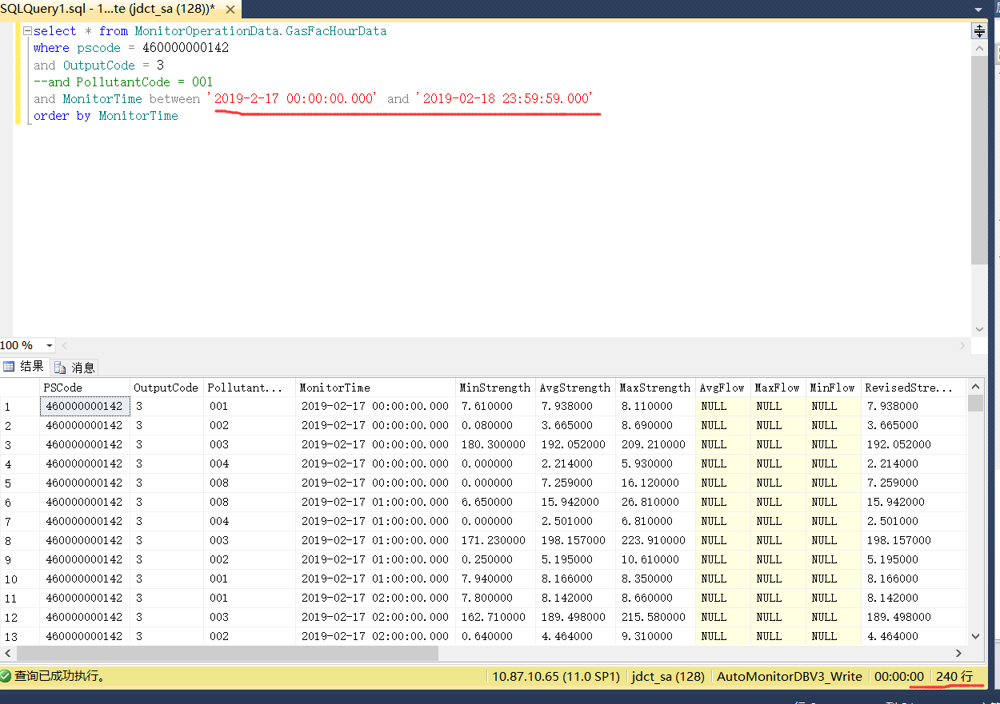 SQLQuery1.sql - 1...te (jdct_sa (128))*
select * from MonitorOperationData.GasFacHourData
where pscode = 460000000142
and OutputCode = 3
--and PollutantCode = 001
and MonitorTime between '2019-2-17 00:00:00.000' and '2019-02-18 23:59:59.000'
order by MonitorTime
100 %
结果 消息
PSCode OutputCode Pollutant... MonitorTime MinStrength AvgStrength MaxStrength AvgFlow MaxFlow MinFlow RevisedStre...
1 460000000142 3 001 2019-02-17 00:00:00.000 7.610000 7.938000 8.110000 NULL NULL NULL 7.938000
2 460000000142 3 002 2019-02-17 00:00:00.000 0.080000 3.665000 8.690000 NULL NULL NULL 3.665000
3 460000000142 3 003 2019-02-17 00:00:00.000 180.300000 192.052000 209.210000 NULL NULL NULL 192.052000
4 460000000142 3 004 2019-02-17 00:00:00.000 0.000000 2.214000 5.930000 NULL NULL NULL 2.214000
5 460000000142 3 008 2019-02-17 00:00:00.000 0.000000 7.259000 16.120000 NULL NULL NULL 7.259000
6 460000000142 3 008 2019-02-17 01:00:00.000 6.650000 15.942000 26.810000 NULL NULL NULL 15.942000
7 460000000142 3 004 2019-02-17 01:00:00.000 0.000000 2.501000 6.810000 NULL NULL NULL 2.501000
8 460000000142 3 003 2019-02-17 01:00:00.000 171.230000 198.157000 223.910000 NULL NULL NULL 198.157000
9 460000000142 3 002 2019-02-17 01:00:00.000 0.250000 5.195000 10.610000 NULL NULL NULL 5.195000
10 460000000142 3 001 2019-02-17 01:00:00.000 7.940000 8.166000 8.350000 NULL NULL NULL 8.166000
11 460000000142 3 001 2019-02-17 02:00:00.000 7.800000 8.142000 8.660000 NULL NULL NULL 8.142000
12 460000000142 3 003 2019-02-17 02:00:00.000 162.710000 189.498000 215.580000 NULL NULL NULL 189.498000
13 460000000142 3 002 2019-02-17 02:00:00.000 0.640000 4.464000 9.310000 NULL NULL NULL 4.464000
查询已成功执行。 10.87.10.65 (11.0 SP1) jdct_sa (128) AutoMonitorDBV3_Write 00:00:00 240 行